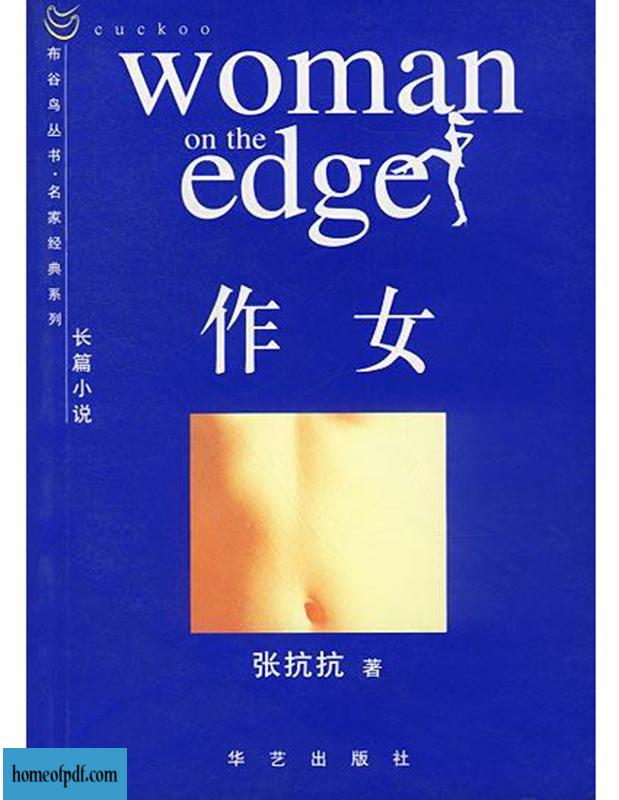 cuckoo
布谷鸟丛书·名家经典系列
长篇小说
woman
on the
edge
作女
张抗抗 著
华艺出版社
homeofpdf.com